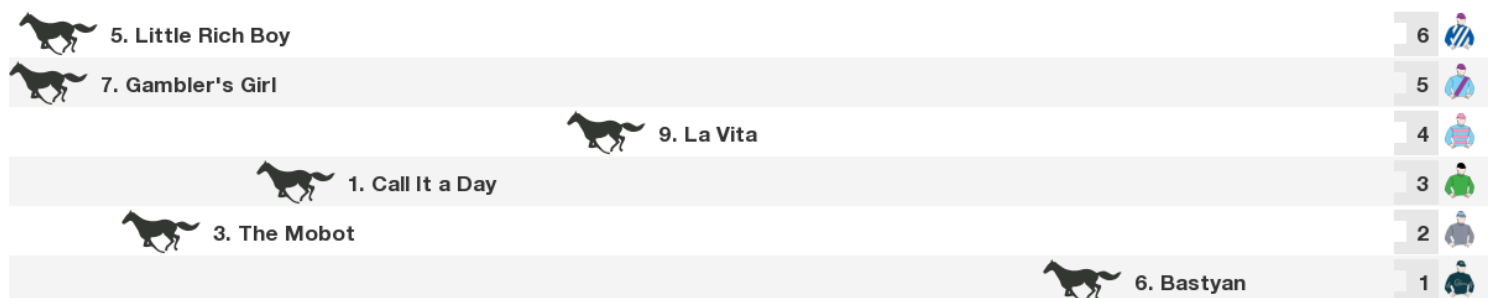 5. Little Rich Boy 6
7. Gambler's Girl 5
9. La Vita 4
1. Call It a Day 3
3. The Mobot 2
6. Bastyan 1